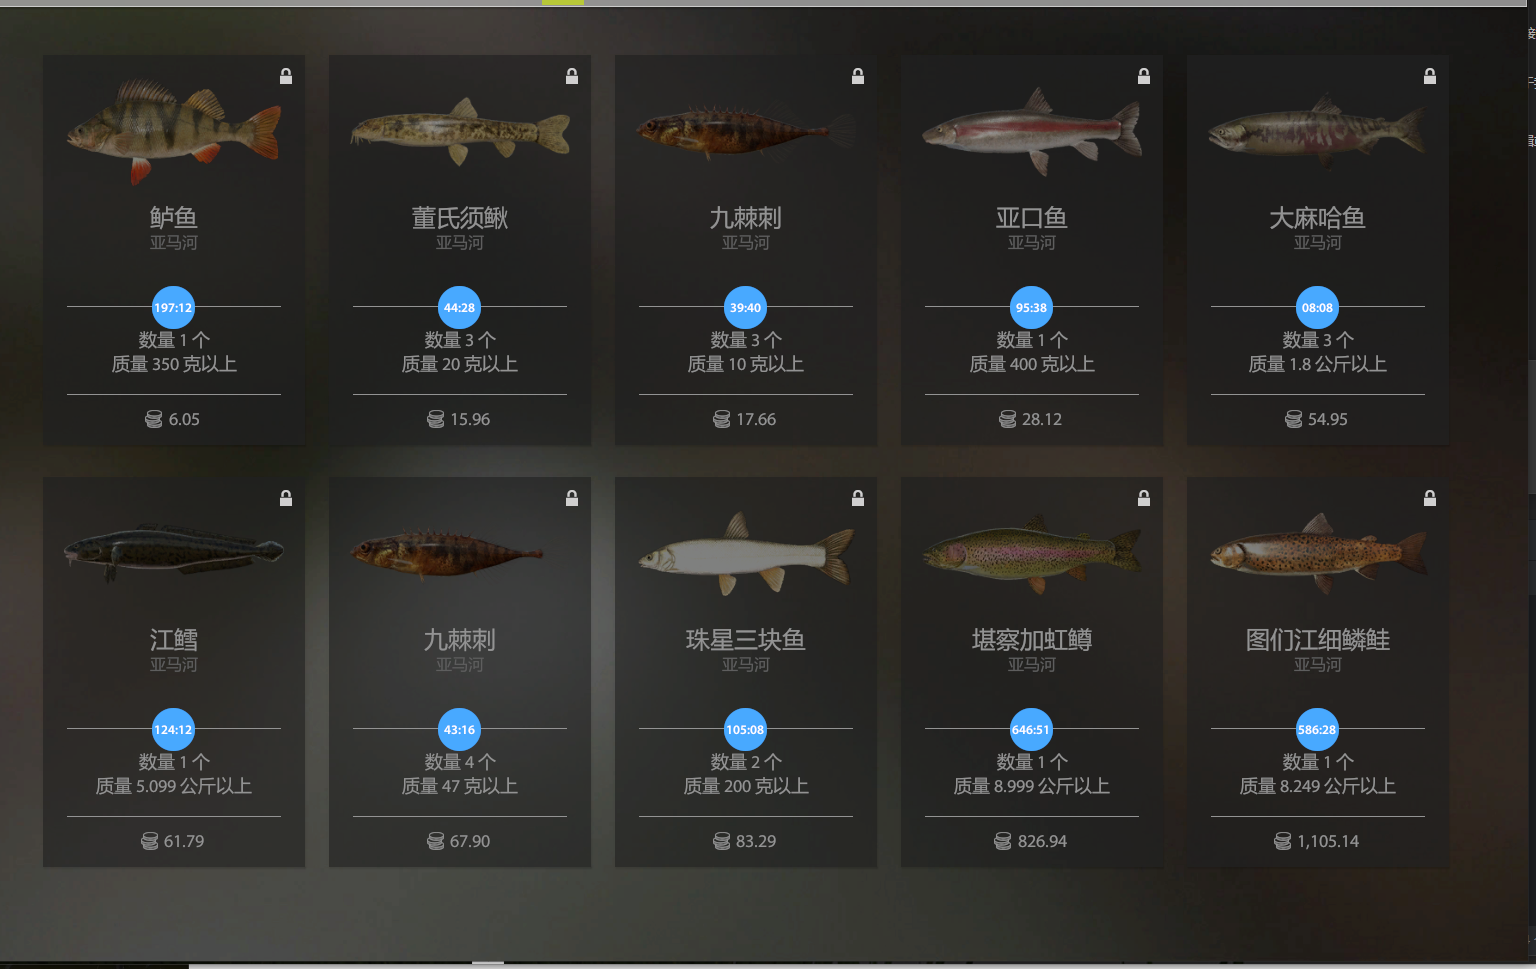 鲈鱼
亚马河
197:12
数量 1 个
质量 350 克以上
6.05
董氏须鳅
亚马河
44:28
数量 3 个
质量 20 克以上
15.96
九棘刺
亚马河
39:40
数量 3 个
质量 10 克以上
17.66
亚口鱼
亚马河
95:38
数量 1 个
质量 400 克以上
28.12
大麻哈鱼
亚马河
08:08
数量 3 个
质量 1.8 公斤以上
54.95
江鳕
亚马河
124:12
数量 1 个
质量 5.099 公斤以上
61.79
九棘刺
亚马河
43:16
数量 4 个
质量 47 克以上
67.90
珠星三块鱼
亚马河
105:08
数量 2 个
质量 200 克以上
83.29
堪察加虹鳟
亚马河
646:51
数量 1 个
质量 8.999 公斤以上
826.94
图们江细鳞鲑
亚马河
586:28
数量 1 个
质量 8.249 公斤以上
1,105.14